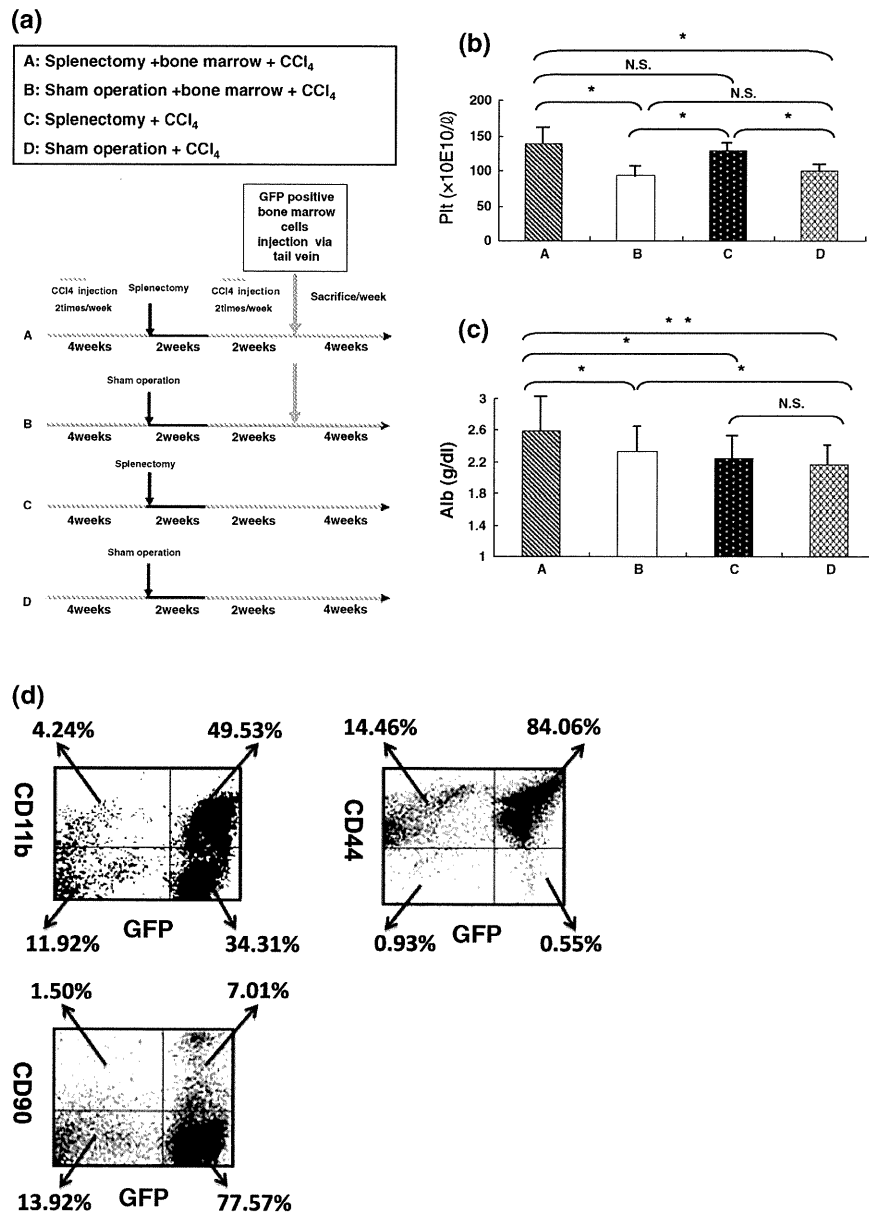 (a)
A: Splenectomy +bone marrow + CCl₄
B: Sham operation +bone marrow + CCl₄
C: Splenectomy + CCl₄
D: Sham operation + CCl₄
GFP positive
bone marrow
cells
injection via
tail vein
CCl4 injection
2times/week
Splenectomy
CCl4 injection
2times/week
Sacrifice/week
A
4weeks 2weeks 2weeks 4weeks
Sham operation
B
4weeks 2weeks 2weeks 4weeks
Splenectomy
C
4weeks 2weeks 2weeks 4weeks
Sham operation
D
4weeks 2weeks 2weeks 4weeks
(b)
*
N.S.
* N.S.
* *
Plt (×10E10/ℓ)
200
150
100
50
0
A B C D
(c)
* *
*
* *
N.S.
Alb (g/dl)
3
2.6
2.2
1.8
1.4
1
A B C D
(d)
4.24% 49.53%
CD11b
11.92% GFP 34.31%
14.46% 84.06%
CD44
0.93% GFP 0.55%
1.50% 7.01%
CD90
13.92% GFP 77.57%